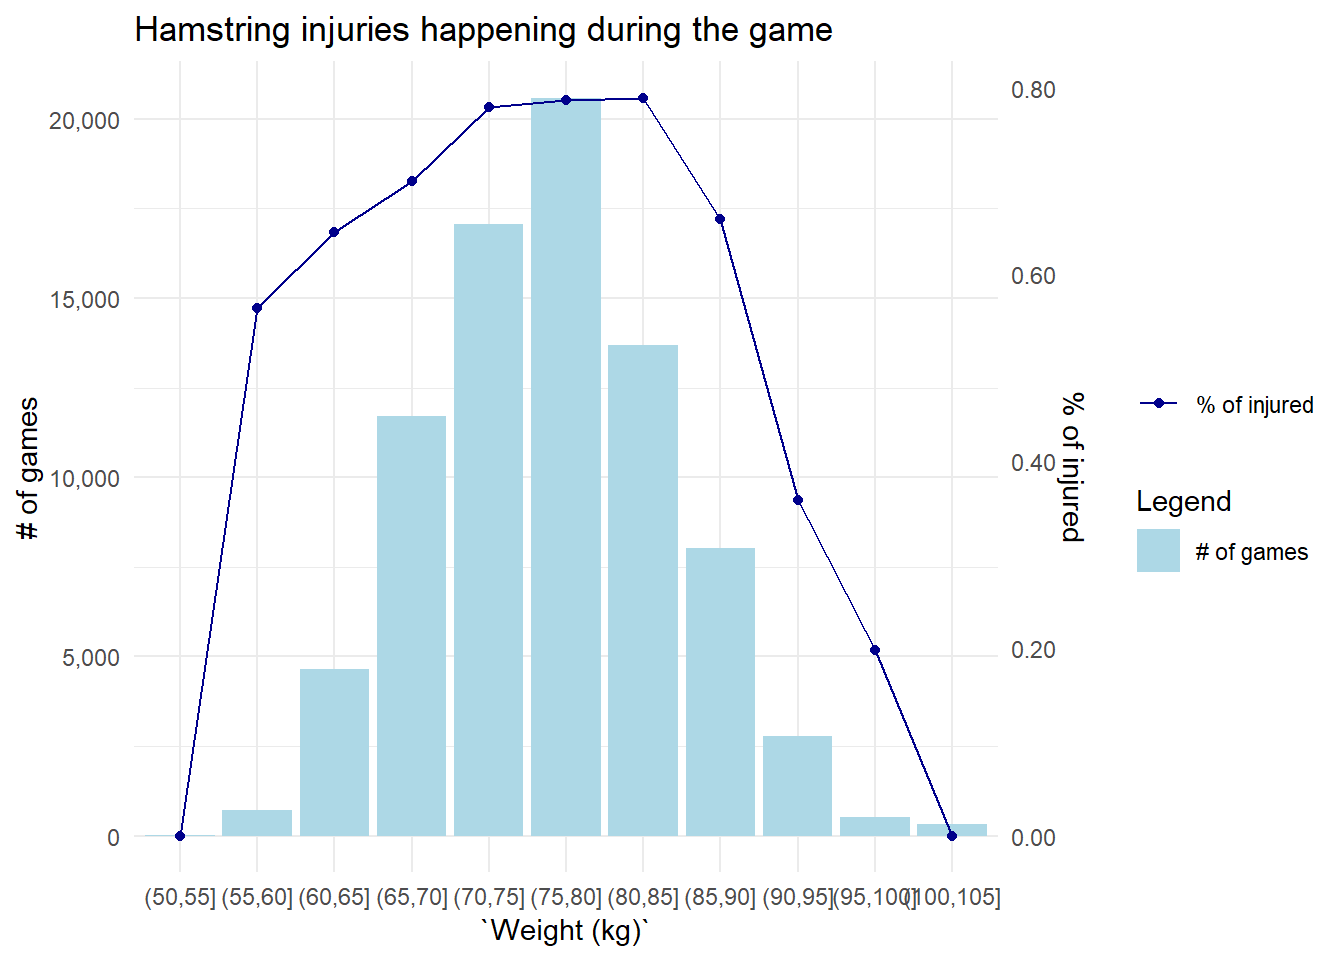 Hamstring injuries happening during the game
# of games
20,000
15,000
10,000
5,000
0
0.80
0.60
0.40
0.20
0.00
% of injured
(50,55] (55,60] (60,65] (65,70] (70,75] (75,80] (80,85] (85,90] (90,95] (95,100] (100,105]
`Weight (kg)`
% of injured
Legend
# of games